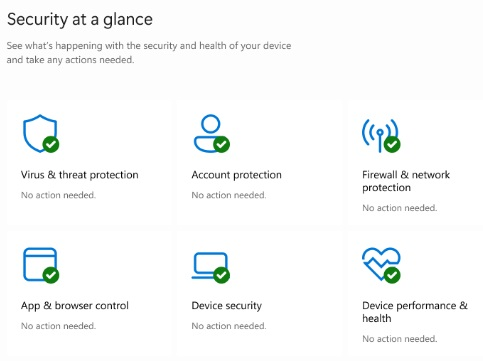 Security at a glance
See what's happening with the security and health of your device
and take any actions needed.
Virus & threat protection
No action needed.
Account protection
No action needed.
Firewall & network
protection
No action needed.
App & browser control
No action needed.
Device security
No action needed.
Device performance &
health
No action needed.